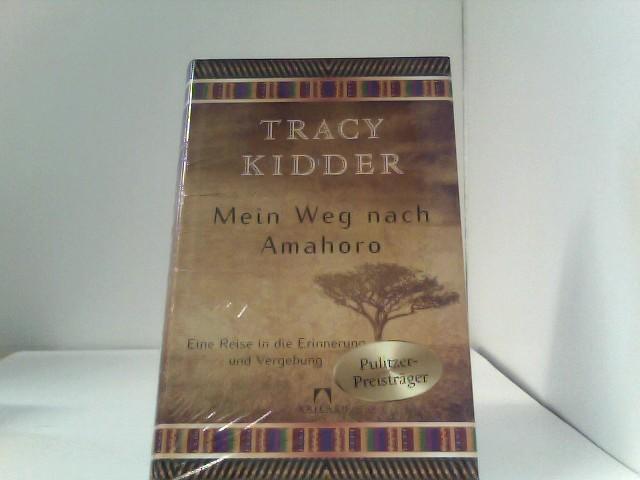 TRACY
KIDDER
Mein Weg nach
Amahoro
Eine Reise in die Erinnerung
und Vergebung
Pulitzer-
Preisträger